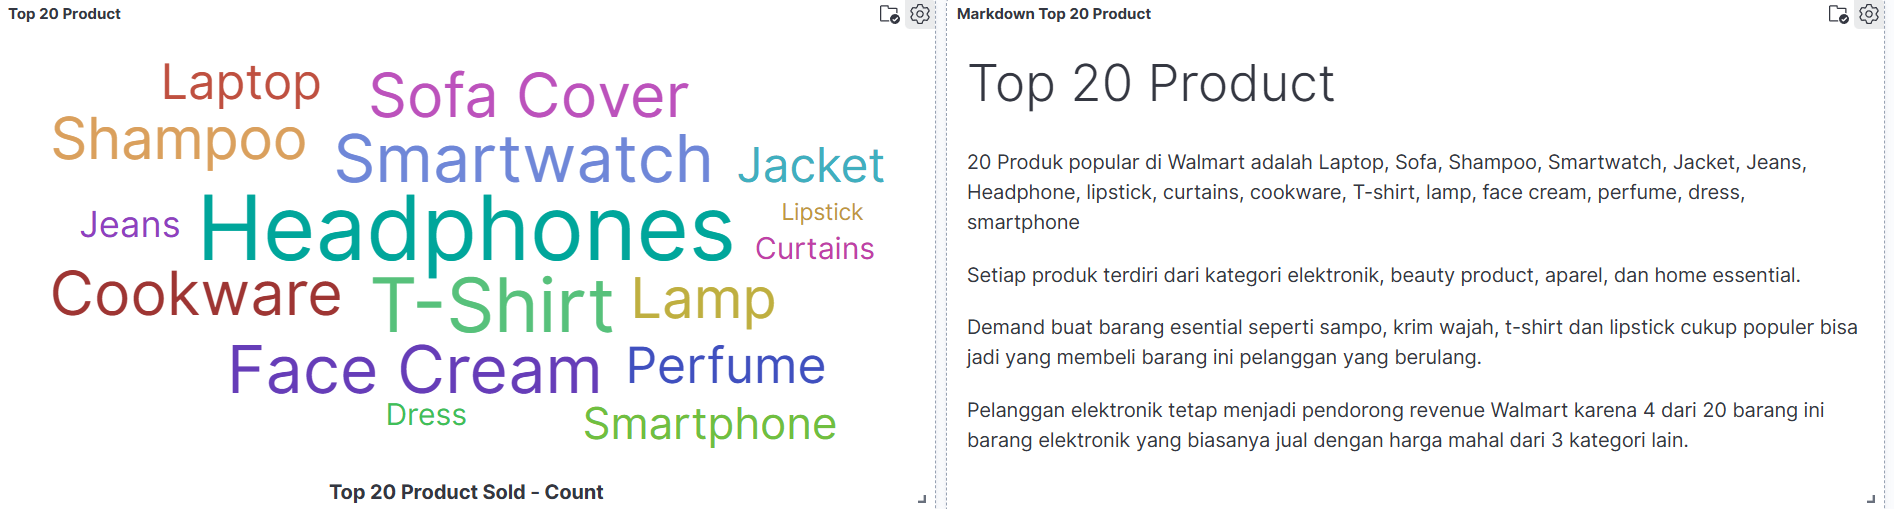 Top 20 Product
Laptop
Sofa Cover
Shampoo
Smartwatch
Jacket
Jeans
Headphones
Lipstick
Curtains
Cookware
T-Shirt
Lamp
Face Cream
Perfume
Dress
Smartphone
Top 20 Product Sold - Count
Markdown Top 20 Product
Top 20 Product
20 Produk popular di Walmart adalah Laptop, Sofa, Shampoo, Smartwatch, Jacket, Jeans,
Headphone, lipstick, curtains, cookware, T-shirt, lamp, face cream, perfume, dress,
smartphone
Setiap produk terdiri dari kategori elektronik, beauty product, aparel, dan home essential.
Demand buat barang esential seperti sampo, krim wajah, t-shirt dan lipstick cukup populer bisa
jadi yang membeli barang ini pelanggan yang berulang.
Pelanggan elektronik tetap menjadi pendorong revenue Walmart karena 4 dari 20 barang ini
barang elektronik yang biasanya jual dengan harga mahal dari 3 kategori lain.